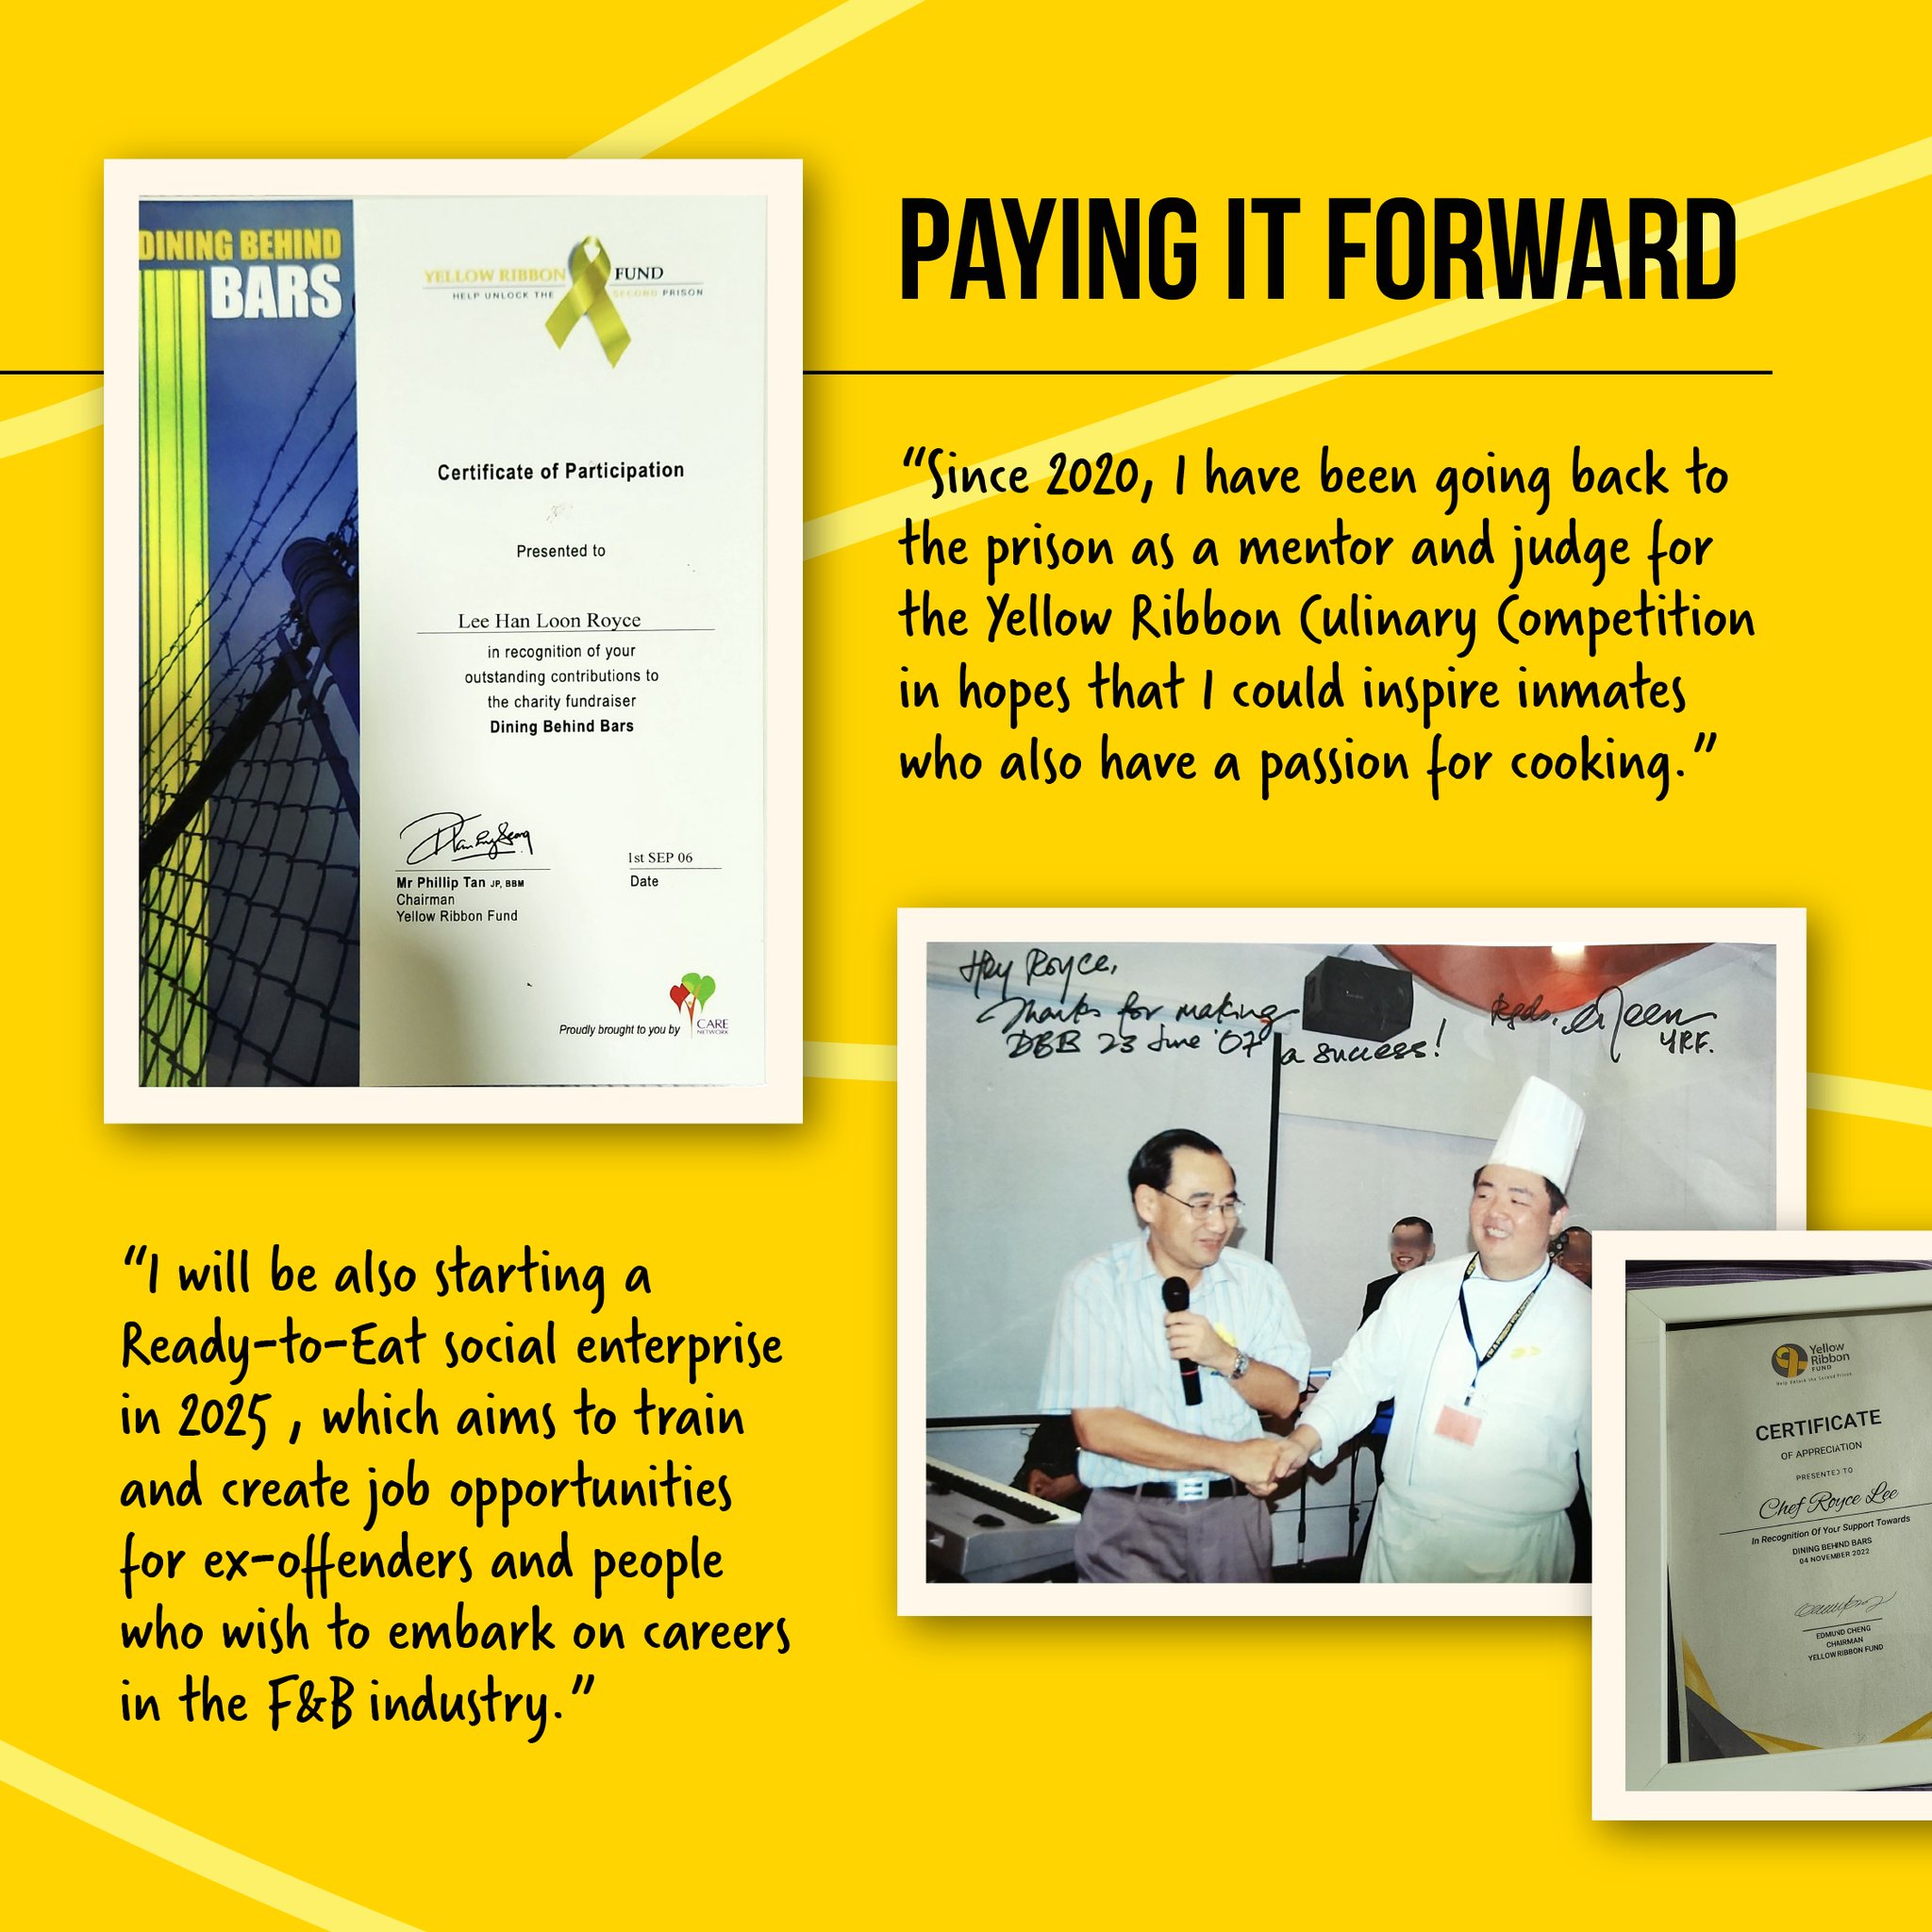 PAYING IT FORWARD
DINING BEHIND
BARS
YELLOW RIBBON FUND
HELP UNLOCK THE SECOND PRISON
Certificate of Participation
Presented to
Lee Han Loon Royce
in recognition of your
outstanding contributions to
the charity fundraiser
Dining Behind Bars
1st SEP 06
Mr Phillip Tan JP, BBM
Date
Chairman
Yellow Ribbon Fund
Proudly brought to you by
CARE
NETWORK
“Since 2020, I have been going back to
the prison as a mentor and judge for
the Yellow Ribbon Culinary Competition
in hopes that I could inspire inmates
who also have a passion for cooking.”
Hey Royce,
Thanks for making
DBB 23 June '07 a success!
Rgds,
YRF.
“I will be also starting a
Ready-to-Eat social enterprise
in 2025 , which aims to train
and create job opportunities
for ex-offenders and people
who wish to embark on careers
in the F&B industry.”
Yellow
Ribbon
FUND
Help Unlock the Second Prison
CERTIFICATE
OF APPRECIATION
PRESENTED TO
Chef Royce Lee
In Recognition Of Your Support Towards
DINING BEHIND BARS
04 NOVEMBER 2022
EDMUND CHENG
CHAIRMAN
YELLOW RIBBON FUND